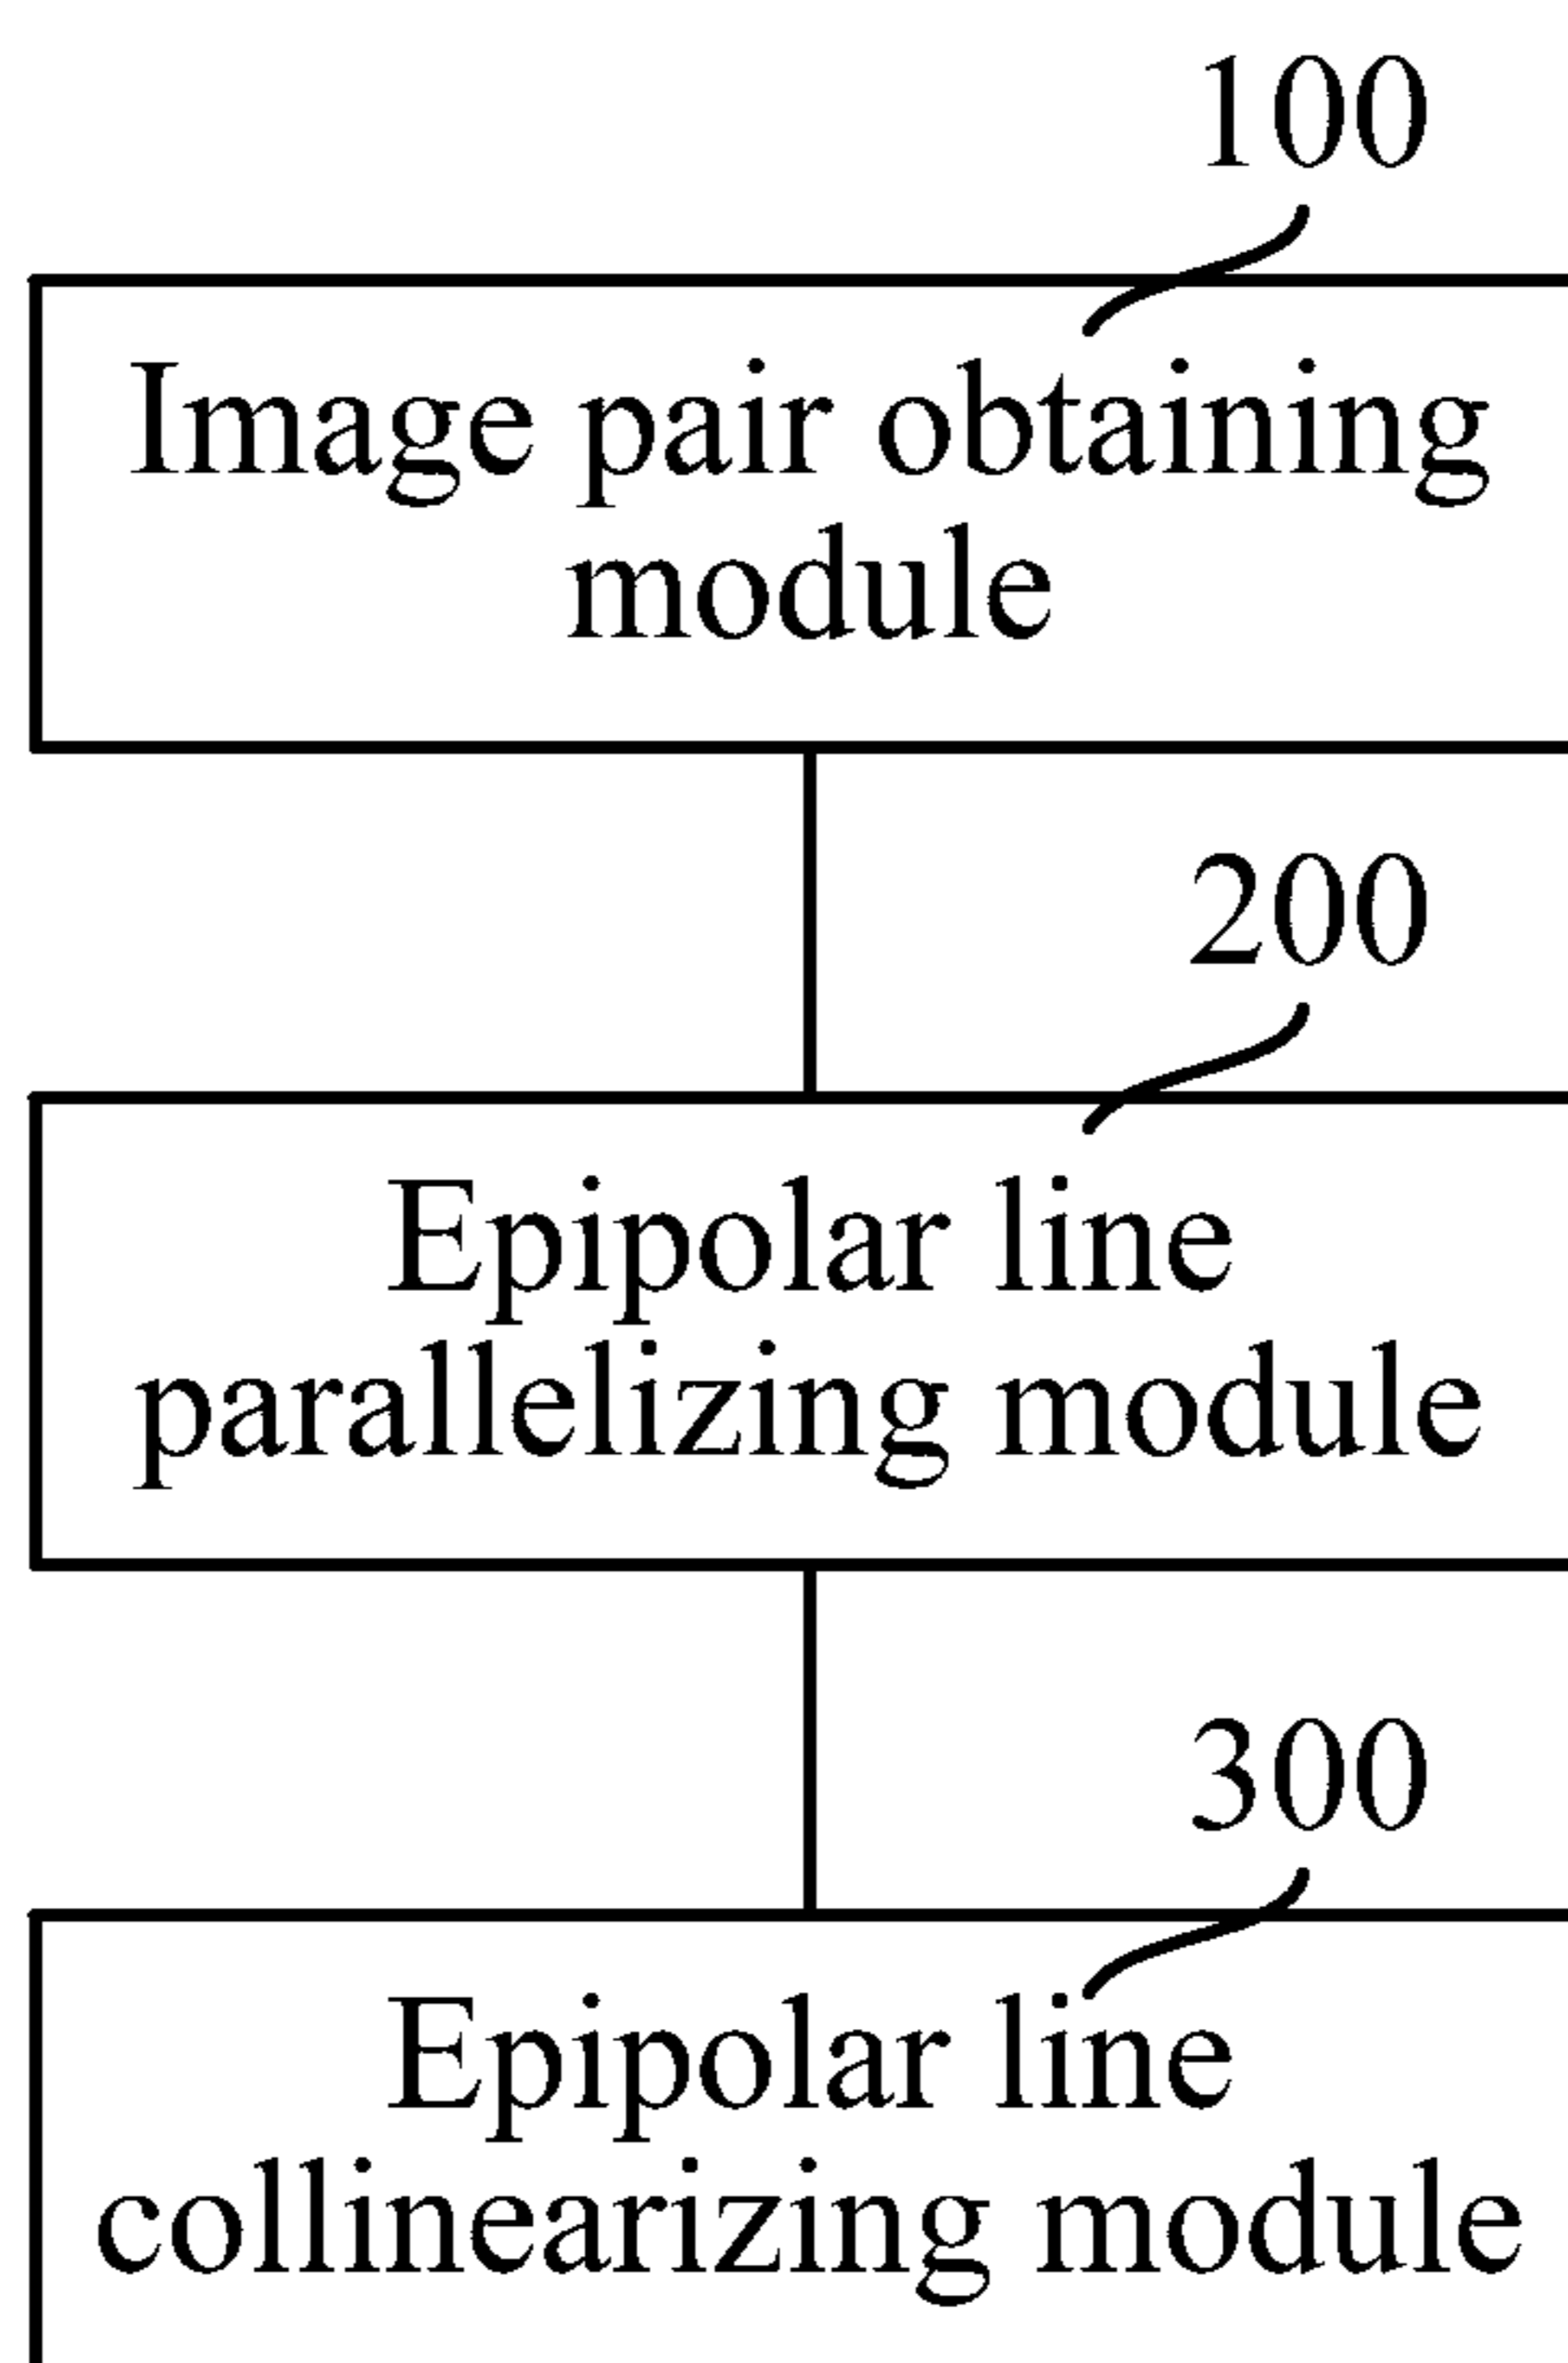 100
Image pair obtaining
module
200
Epipolar line
parallelizing module
300
Epipolar line
collinearizing module